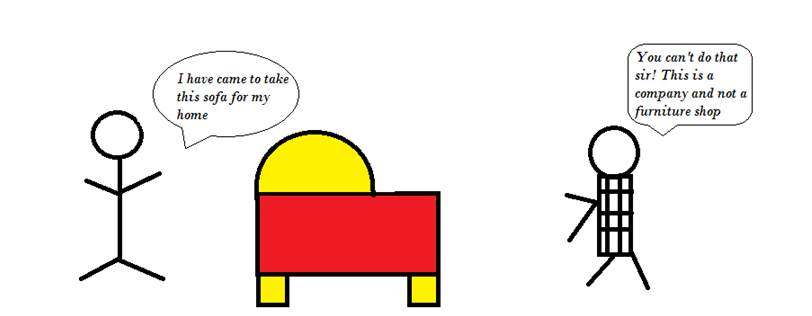 I have came to take
this sofa for my
home
You can't do that
sir! This is a
company and not a
furniture shop